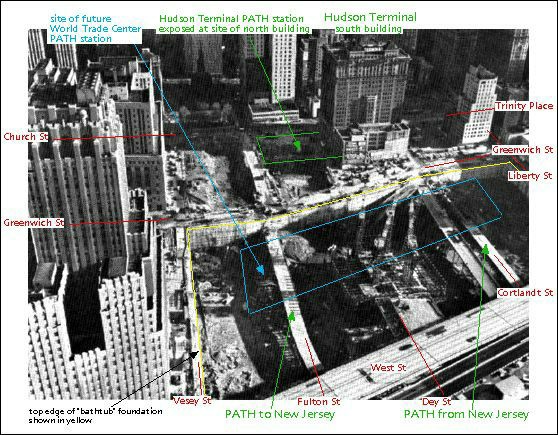 site of future
World Trade Center
PATH station
Hudson Terminal PATH station
exposed at site of north building
Hudson Terminal
south building
Trinity Place
Church St
Greenwich St
Liberty St
Greenwich St
Cortlandt St
West St
top edge of "bathtub" foundation
shown in yellow
Vesey St
Fulton St
Dey St
PATH to New Jersey
PATH from New Jersey